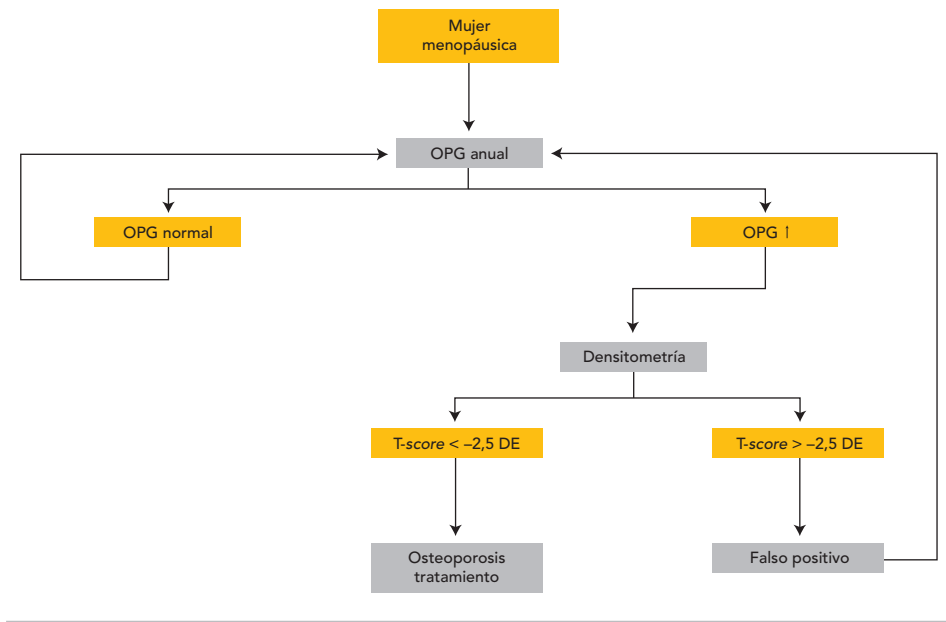 Mujer
menopáusica
OPG anual
OPG normal
OPG ↑
Densitometría
T-score < –2,5 DE
T-score > –2,5 DE
Osteoporosis
tratamiento
Falso positivo